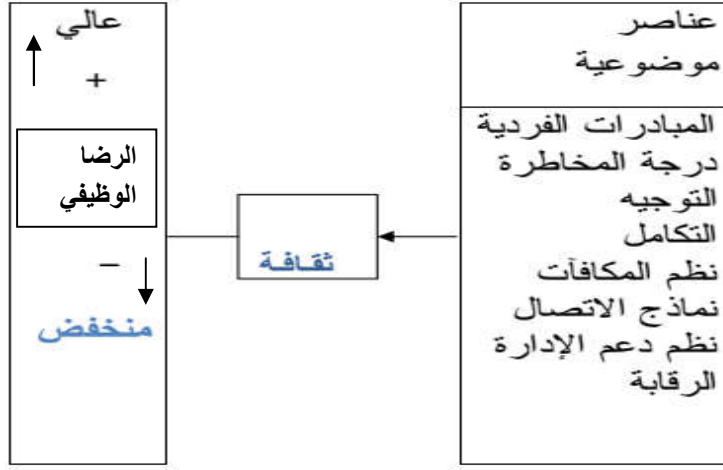 عناصر
موضوعية
المبادرات الفردية
درجة المخاطرة
التوجيه
التكامل
نظم المكافآت
نماذج الاتصال
نظم دعم الإدارة
الرقابة
ثقافة
عالي
+
الرضا
الوظيفي
–
منخفض